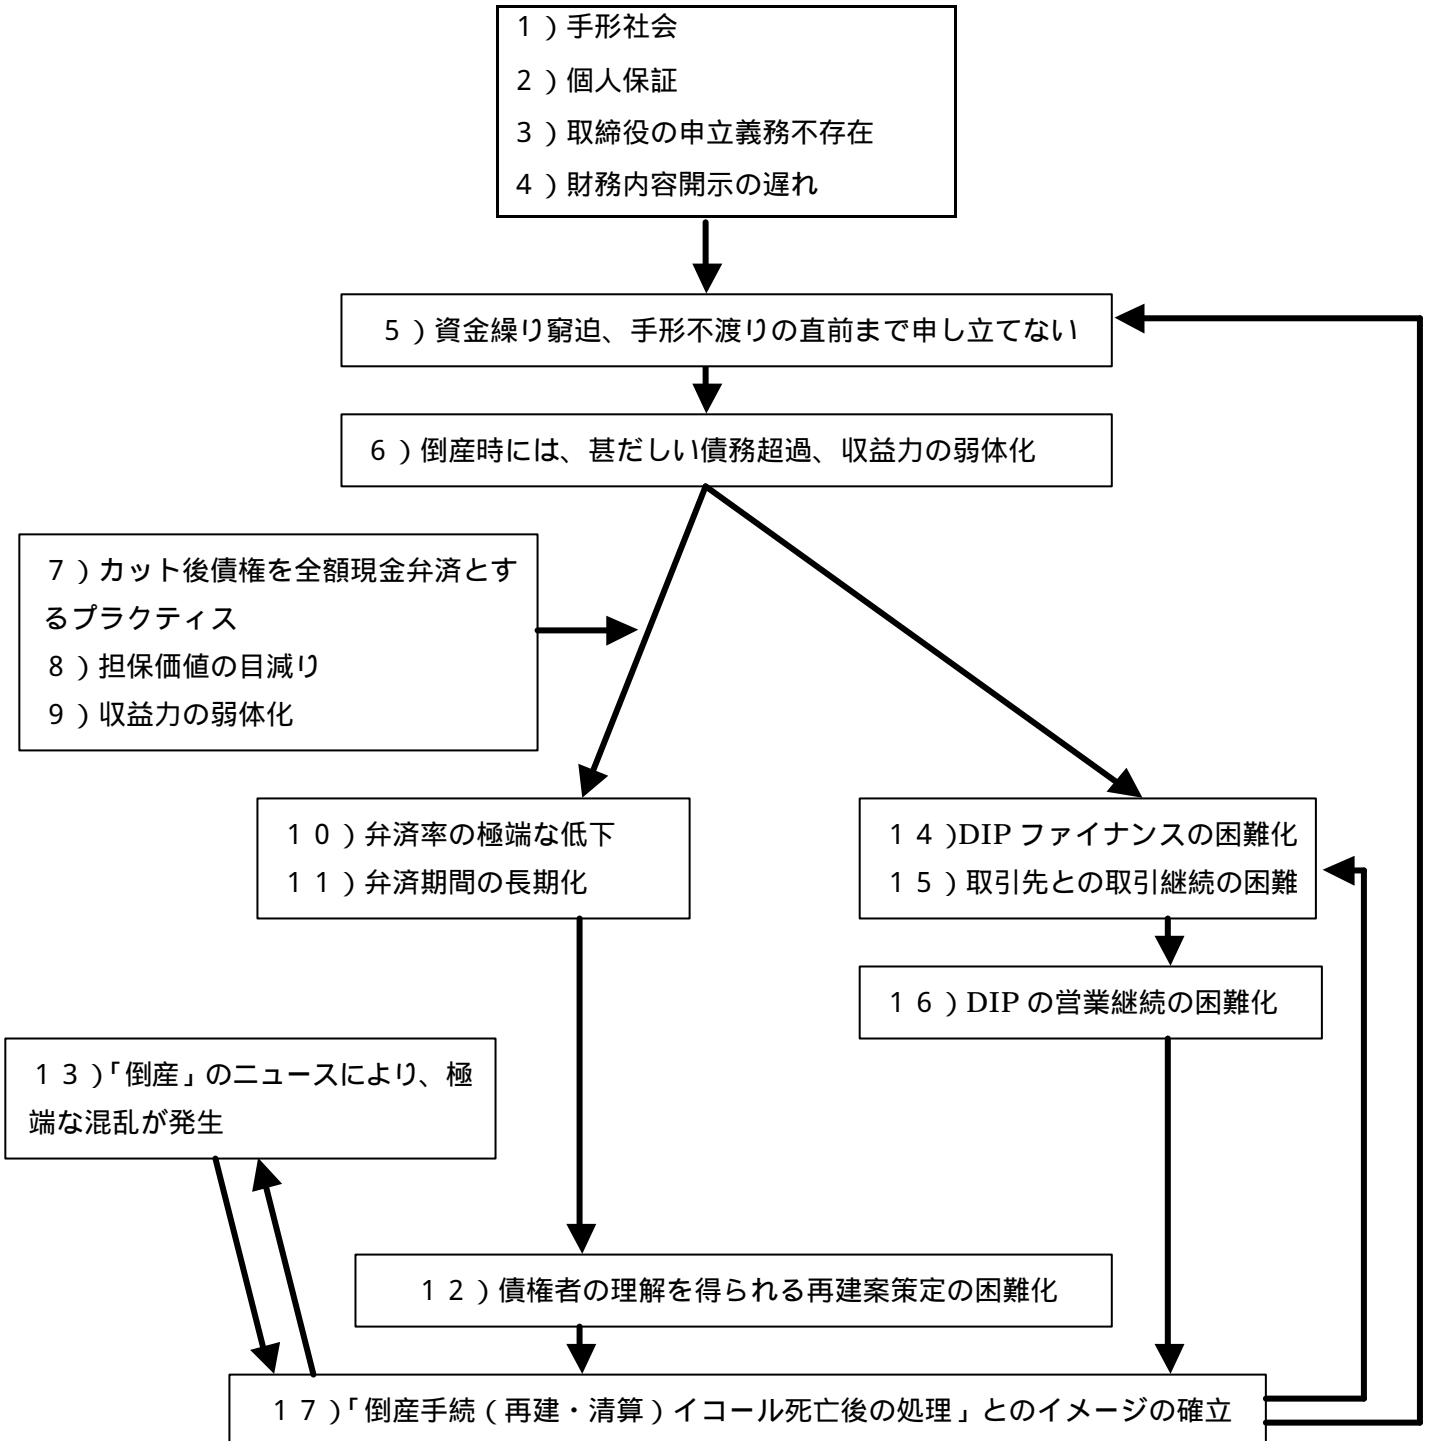 １）手形社会
２）個人保証
３）取締役の申立義務不存在
４）財務内容開示の遅れ
５）資金繰り窮迫、手形不渡りの直前まで申し立てない
６）倒産時には、甚だしい債務超過、収益力の弱体化
７）カット後債権を全額現金弁済とす
るプラクティス
８）担保価値の目減り
９）収益力の弱体化
１０）弁済率の極端な低下
１１）弁済期間の長期化
１４）DIP ファイナンスの困難化
１５）取引先との取引継続の困難
１６）DIP の営業継続の困難化
１３）「倒産」のニュースにより、極
端な混乱が発生
１２）債権者の理解を得られる再建案策定の困難化
１７）「倒産手続（再建・清算）イコール死亡後の処理」とのイメージの確立